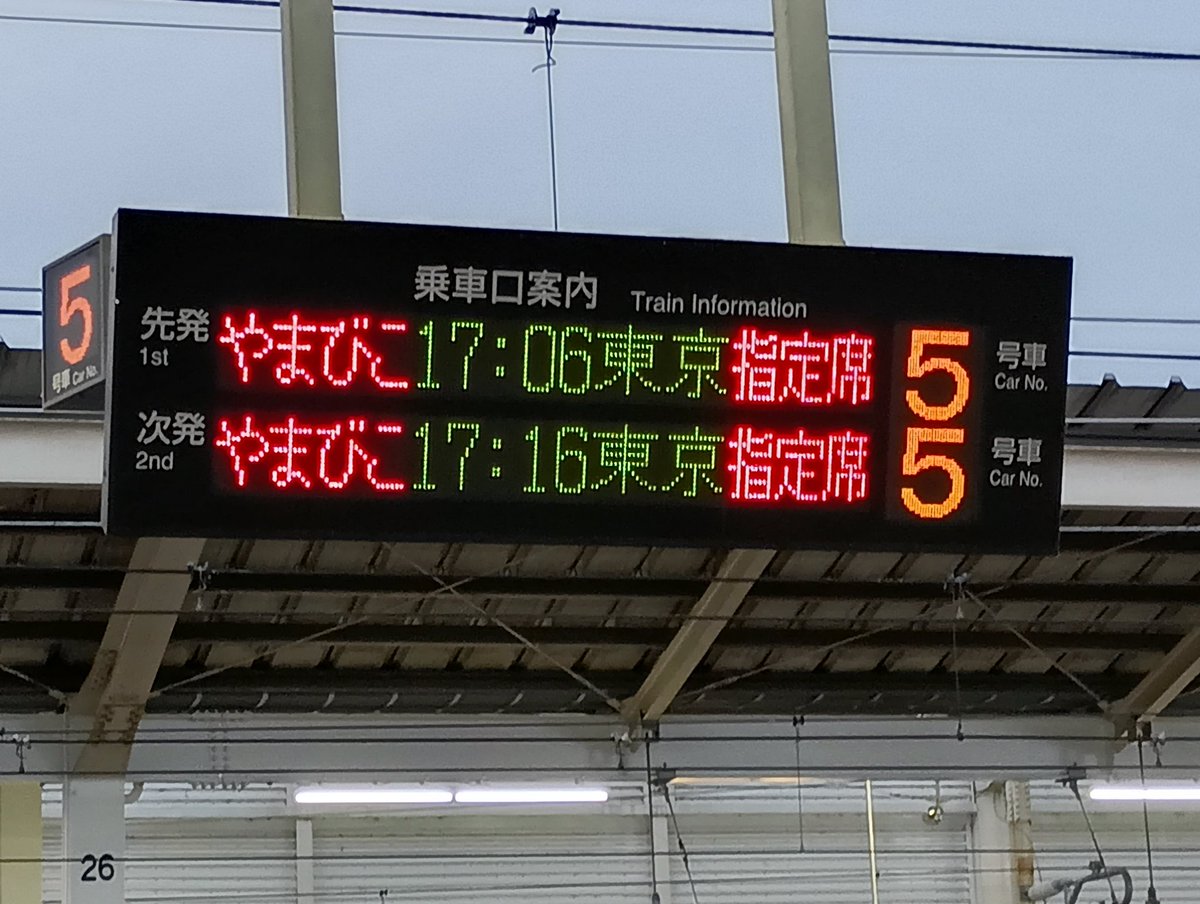 乗車口案内 Train Information
先発 やまびこ 17:06 東京 指定席 5 号車
1st Car No.
次発 やまびこ 17:16 東京 指定席 5 号車
2nd Car No.
5
号車 Car No.
26